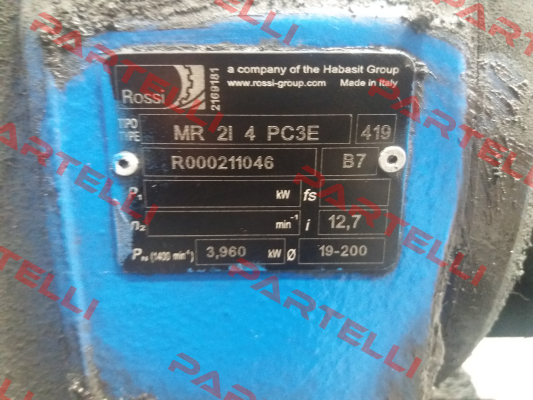 Rossi
2169181
a company of the Habasit Group
www.rossi-group.com Made in Italy
TIPO
TYPE
MR 2I 4 PC3E 419
R000211046 B7
P₁ kW fs
n₂ min⁻¹ i 12,7
Pₙ₂ (1400 min⁻¹) 3,960 kW Ø 19-200
PARTELLI
PARTELLI
PARTELLI
PARTELLI
PARTELLI
PARTELLI